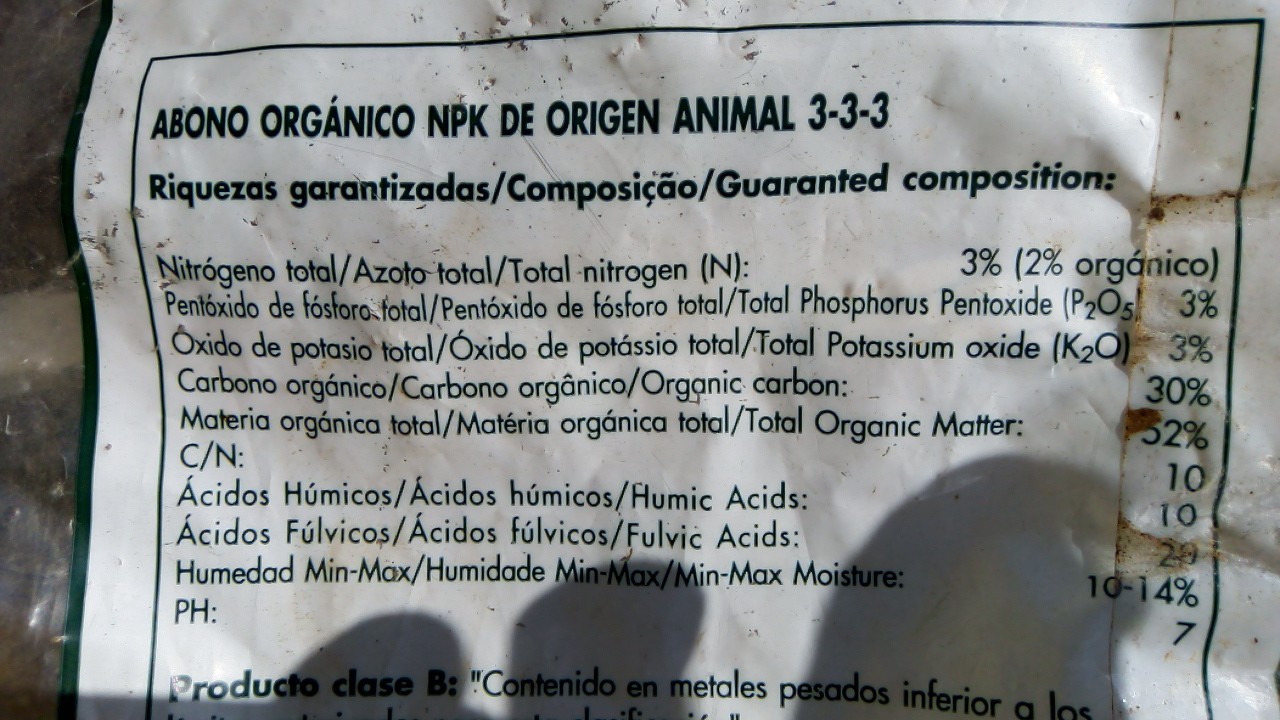 ABONO ORGÁNICO NPK DE ORIGEN ANIMAL 3-3-3
Riquezas garantizadas/Composição/Guaranted composition:
Nitrógeno total/Azoto total/Total nitrogen (N): 3% (2% orgánico)
Pentóxido de fósforo total/Pentóxido de fósforo total/Total Phosphorus Pentoxide (P₂O₅ 3%
Óxido de potasio total/Óxido de potássio total/Total Potassium oxide (K₂O) 3%
Carbono orgánico/Carbono orgânico/Organic carbon: 30%
Materia orgánica total/Matéria orgánica total/Total Organic Matter: 52%
C/N: 10
Ácidos Húmicos/Ácidos húmicos/Humic Acids: 10
Ácidos Fúlvicos/Ácidos fúlvicos/Fulvic Acids: 20
Humedad Min-Max/Humidade Min-Max/Min-Max Moisture: 10-14%
PH: 7
Producto clase B: "Contenido en metales pesados inferior a los